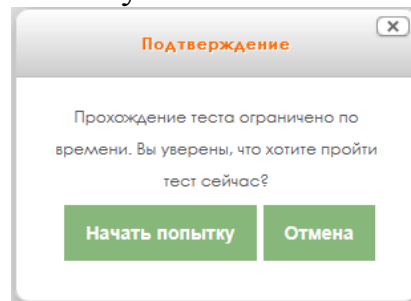 Подтверждение
Прохождение теста ограничено по
времени. Вы уверены, что хотите пройти
тест сейчас?
Начать попытку
Отмена